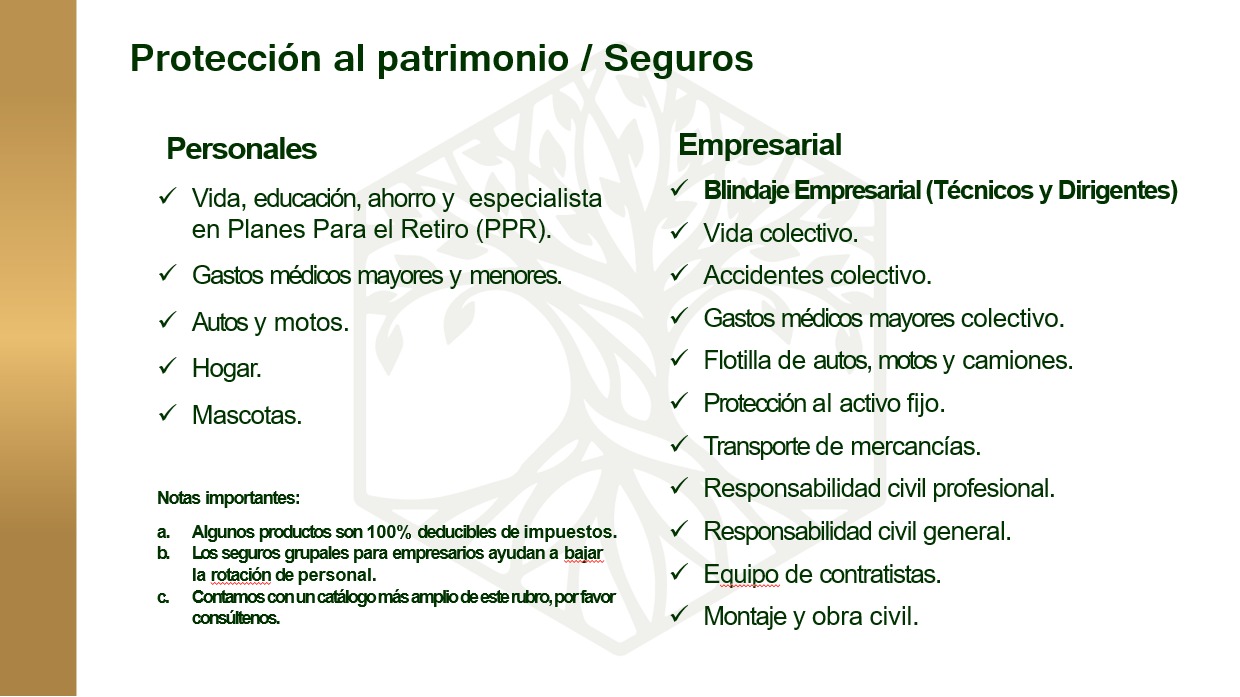 Protección al patrimonio / Seguros
Personales
✓ Vida, educación, ahorro y especialista
en Planes Para el Retiro (PPR).
✓ Gastos médicos mayores y menores.
✓ Autos y motos.
✓ Hogar.
✓ Mascotas.
Notas importantes:
a. Algunos productos son 100% deducibles de impuestos.
b. Los seguros grupales para empresarios ayudan a bajar
la rotación de personal.
c. Contamos con un catálogo más amplio de este rubro, por favor
consúltenos.
Empresarial
✓ Blindaje Empresarial (Técnicos y Dirigentes)
✓ Vida colectivo.
✓ Accidentes colectivo.
✓ Gastos médicos mayores colectivo.
✓ Flotilla de autos, motos y camiones.
✓ Protección al activo fijo.
✓ Transporte de mercancías.
✓ Responsabilidad civil profesional.
✓ Responsabilidad civil general.
✓ Equipo de contratistas.
✓ Montaje y obra civil.